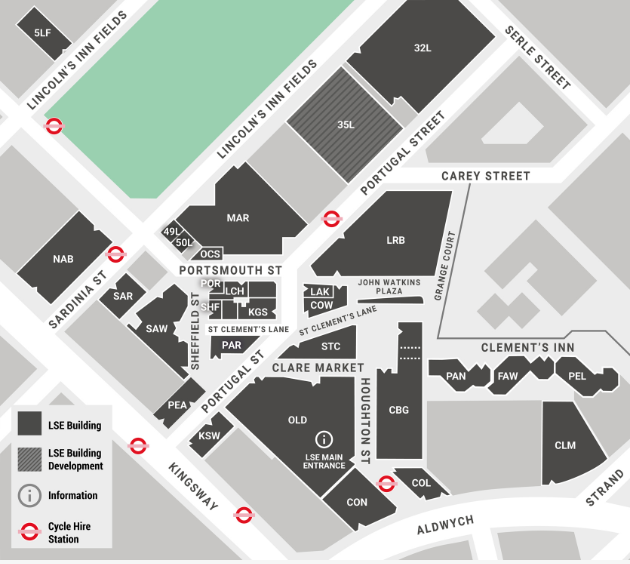 5LF
LINCOLN'S INN FIELDS
32L
SERLE STREET
LINCOLN'S INN FIELDS
35L
PORTUGAL STREET
CAREY STREET
MAR
49L
50L
OCS
LRB
GRANGE COURT
NAB
SARDINIA ST
PORTSMOUTH ST
POR
LCH
SHF
KGS
LAK
COW
JOHN WATKINS
PLAZA
SAR
SAW
SHEFFIELD ST
ST CLEMENT'S LANE
ST CLEMENT'S LANE
PAR
STC
CLEMENT'S INN
PORTUGAL ST
CLARE MARKET
PAN
FAW
PEL
PEA
HOUGHTON ST
CBG
OLD
KSW
LSE MAIN
ENTRANCE
CLM
KINGSWAY
CON
COL
STRAND
ALDWYCH
LSE Building
LSE Building
Development
Information
Cycle Hire
Station